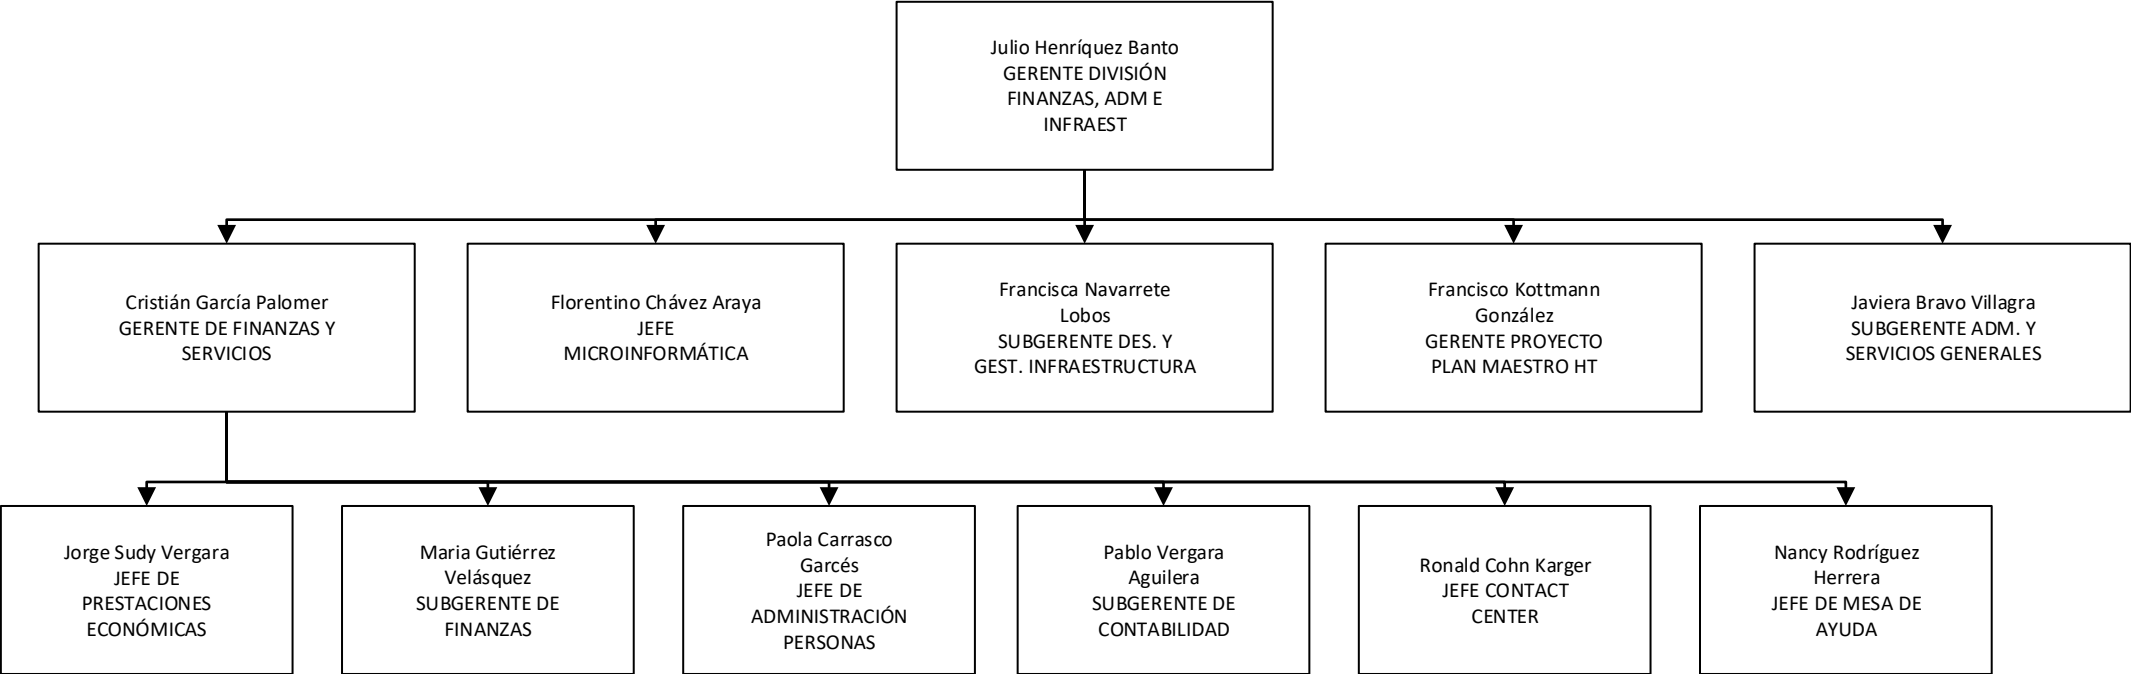 Julio Henríquez Banto
GERENTE DIVISIÓN
FINANZAS, ADM E
INFRAEST
Cristián García Palomer
GERENTE DE FINANZAS Y
SERVICIOS
Florentino Chávez Araya
JEFE
MICROINFORMÁTICA
Francisca Navarrete
Lobos
SUBGERENTE DES. Y
GEST. INFRAESTRUCTURA
Francisco Kottmann
González
GERENTE PROYECTO
PLAN MAESTRO HT
Javiera Bravo Villagra
SUBGERENTE ADM. Y
SERVICIOS GENERALES
Jorge Sudy Vergara
JEFE DE
PRESTACIONES
ECONÓMICAS
Maria Gutiérrez
Velásquez
SUBGERENTE DE
FINANZAS
Paola Carrasco
Garcés
JEFE DE
ADMINISTRACIÓN
PERSONAS
Pablo Vergara
Aguilera
SUBGERENTE DE
CONTABILIDAD
Ronald Cohn Karger
JEFE CONTACT
CENTER
Nancy Rodríguez
Herrera
JEFE DE MESA DE
AYUDA